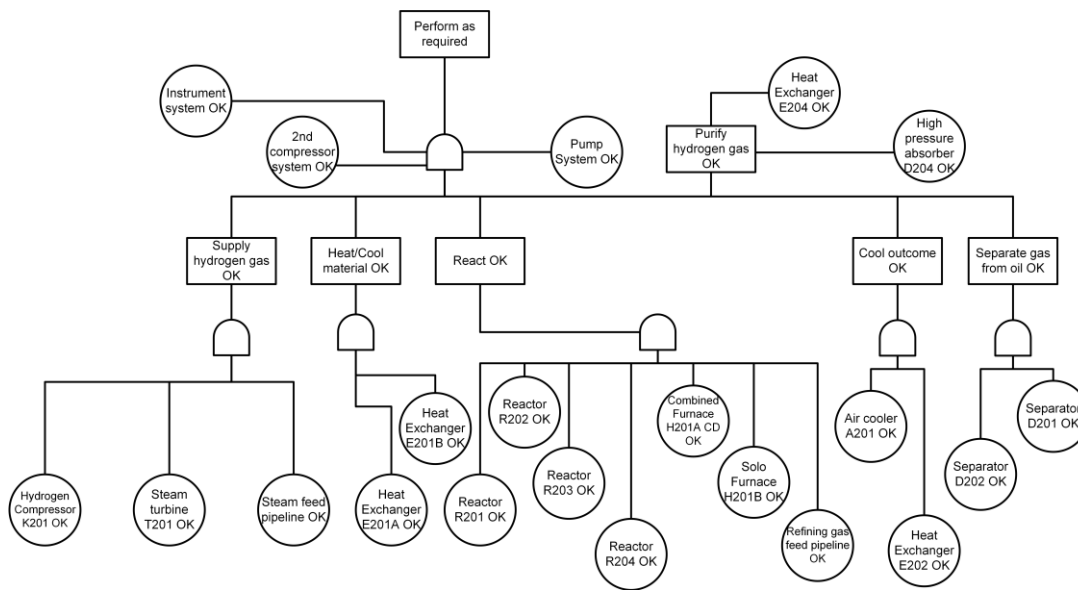 Perform as
required
Instrument
system OK
2nd
compressor
system OK
Pump
System OK
Heat
Exchanger
E204 OK
Purify
hydrogen gas
OK
High
pressure
absorber
D204 OK
Supply
hydrogen gas
OK
Heat/Cool
material OK
React OK
Cool outcome
OK
Separate gas
from oil OK
Hydrogen
Compressor
K201 OK
Steam
turbine
T201 OK
Steam feed
pipeline OK
Heat
Exchanger
E201A OK
Heat
Exchanger
E201B OK
Reactor
R201 OK
Reactor
R202 OK
Reactor
R203 OK
Reactor
R204 OK
Combined
Furnace
H201A CD
OK
Solo
Furnace
H201B OK
Refining gas
feed pipeline
OK
Air cooler
A201 OK
Heat
Exchanger
E202 OK
Separator
D202 OK
Separator
D201 OK